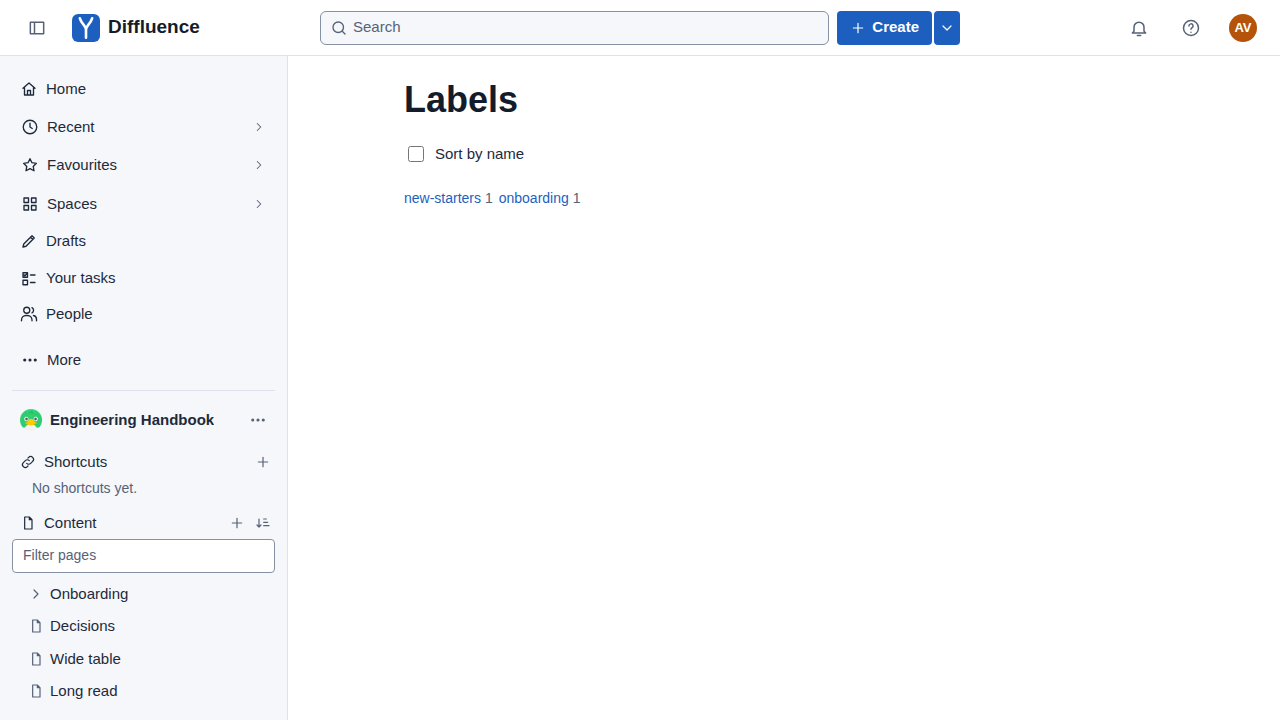 Diffluence
Search
Create
AV
Home
Recent
Favourites
Spaces
Drafts
Your tasks
People
More
Engineering Handbook
Shortcuts
No shortcuts yet.
Content
Filter pages
Onboarding
Decisions
Wide table
Long read
Labels
Sort by name
new-starters 1 onboarding 1